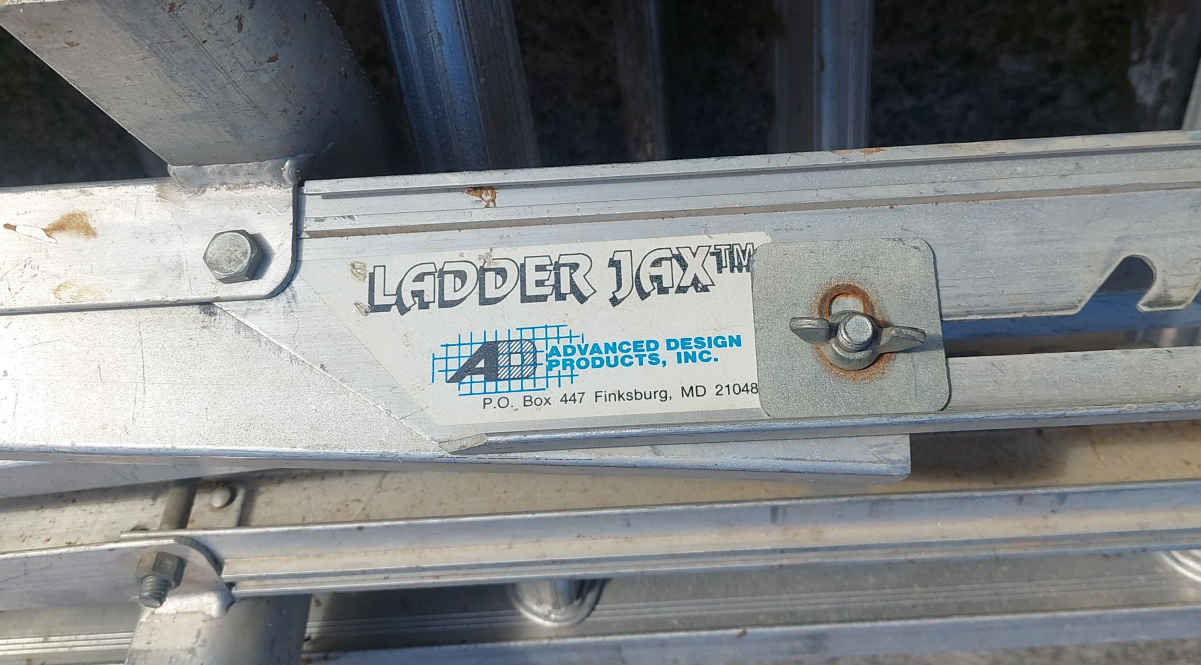 LADDER JAX™
AD
ADVANCED DESIGN
PRODUCTS, INC.
P.O. Box 447 Finksburg, MD 21048